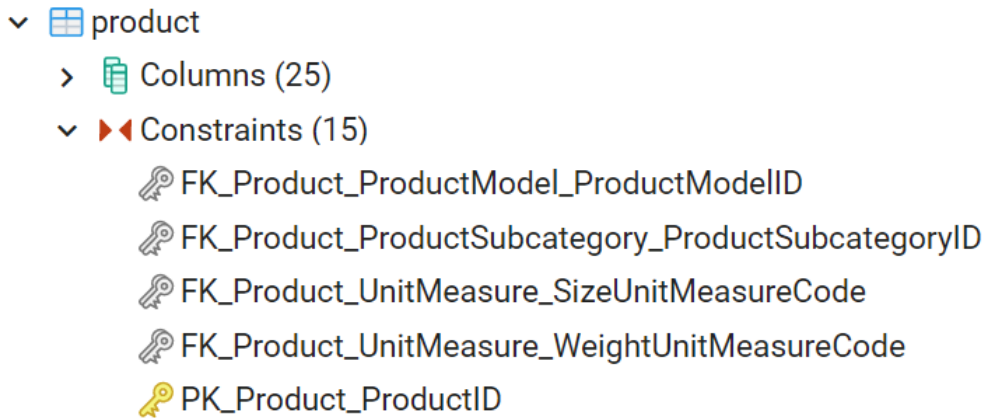 product
Columns (25)
Constraints (15)
FK_Product_ProductModel_ProductModelID
FK_Product_ProductSubcategory_ProductSubcategoryID
FK_Product_UnitMeasure_SizeUnitMeasureCode
FK_Product_UnitMeasure_WeightUnitMeasureCode
PK_Product_ProductID